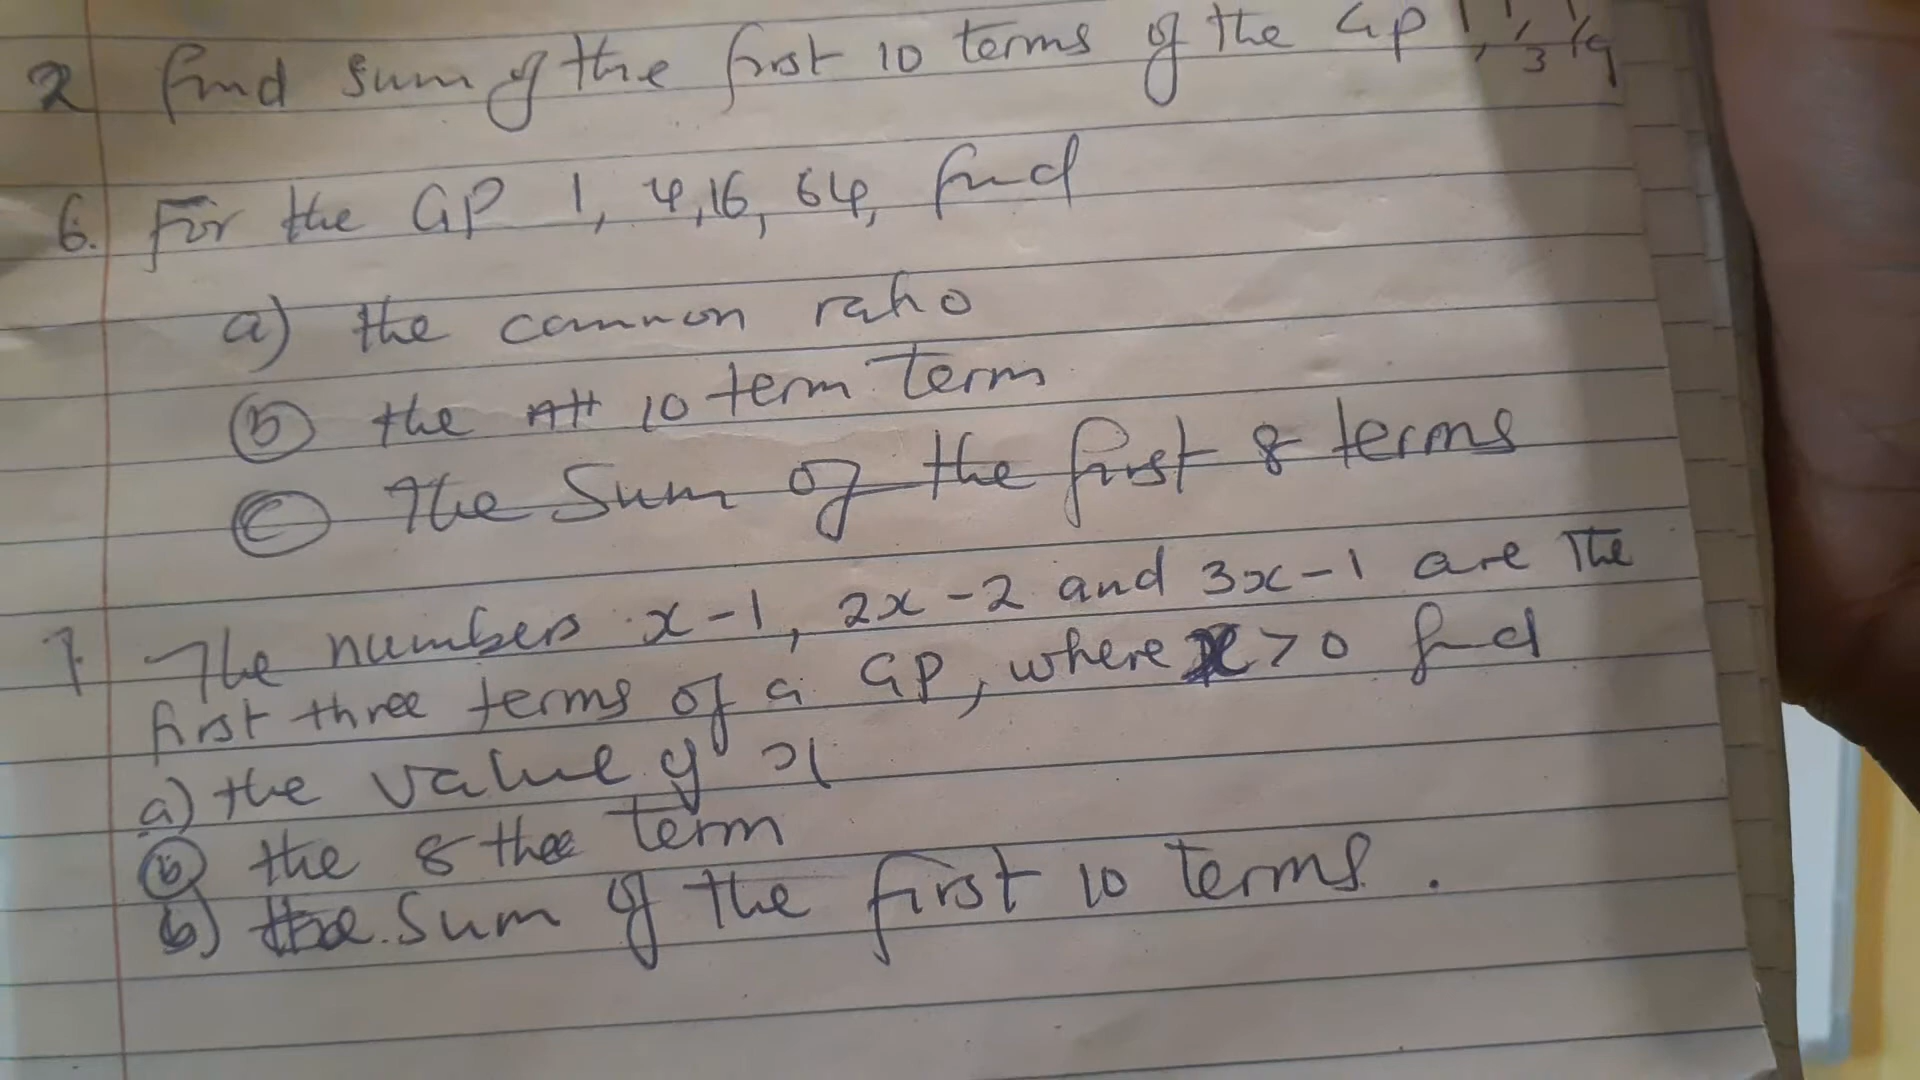 2 find sum of the first 10 terms of the GP 1, 1/3 1/9
6. For the GP 1, 4, 16, 64, find
a) the common ratio
(b) the 10 term term
(c) The Sum of the first 8 terms
7. The numbers x-1, 2x-2 and 3x-1 are the
first three terms of a GP, where x>0 find
a) the value of x
(b) the 8 the term
b) the sum of the first 10 terms.